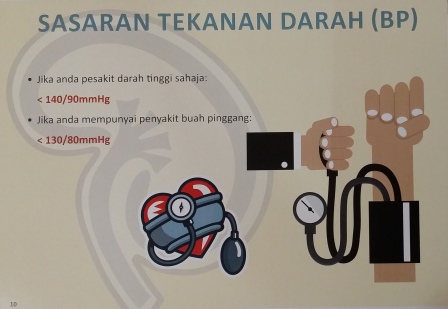 SASARAN TEKANAN DARAH (BP)
• Jika anda pesakit darah tinggi sahaja:
< 140/90mmHg
• Jika anda mempunyai penyakit buah pinggang:
< 130/80mmHg
10